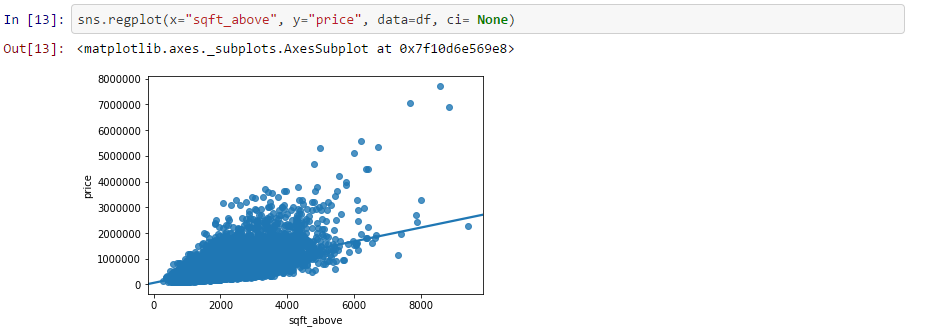 In [13]: sns.regplot(x="sqft_above", y="price", data=df, ci= None)
Out[13]: <matplotlib.axes._subplots.AxesSubplot at 0x7f10d6e569e8>
8000000
7000000
6000000
5000000
4000000
price
3000000
2000000
1000000
0
0 2000 4000 6000 8000
sqft_above